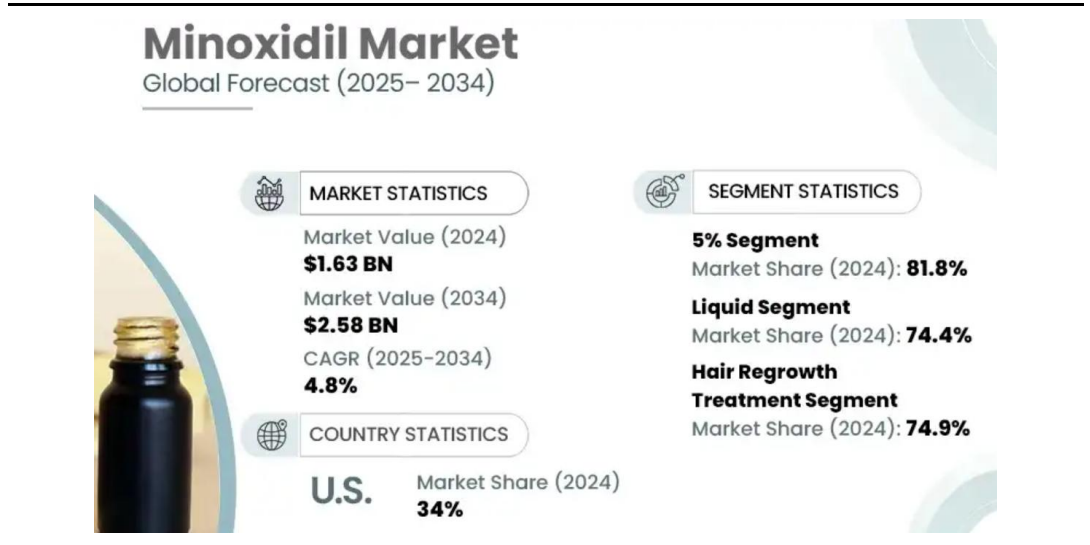 Minoxidil Market
Global Forecast (2025– 2034)
MARKET STATISTICS
Market Value (2024)
$1.63 BN
Market Value (2034)
$2.58 BN
CAGR (2025-2034)
4.8%
COUNTRY STATISTICS
U.S.
Market Share (2024)
34%
SEGMENT STATISTICS
5% Segment
Market Share (2024): 81.8%
Liquid Segment
Market Share (2024): 74.4%
Hair Regrowth
Treatment Segment
Market Share (2024): 74.9%